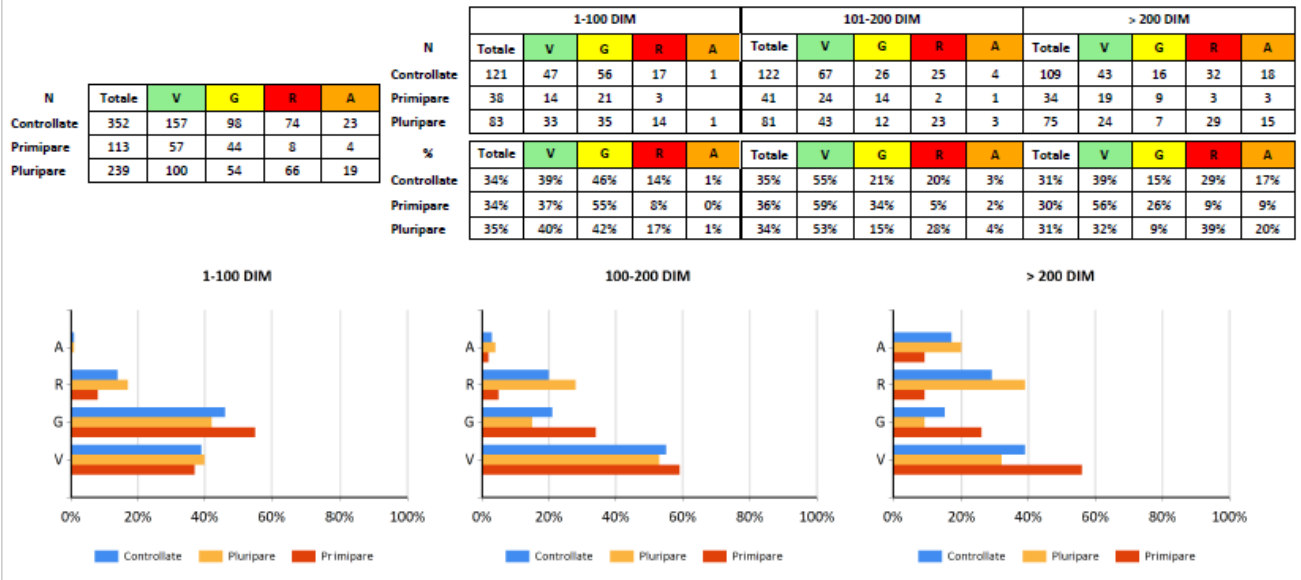 1-100 DIM 101-200 DIM > 200 DIM
N Totale V G R A Totale V G R A Totale V G R A
Controllate 121 47 56 17 1 122 67 26 25 4 109 43 16 32 18
Primipare 38 14 21 3 41 24 14 2 1 34 19 9 3 3
Pluripare 83 33 35 14 1 81 43 12 23 3 75 24 7 29 15
N Totale V G R A
Controllate 352 157 98 74 23
Primipare 113 57 44 8 4
Pluripare 239 100 54 66 19
% Totale V G R A Totale V G R A Totale V G R A
Controllate 34% 39% 46% 14% 1% 35% 55% 21% 20% 3% 31% 39% 15% 29% 17%
Primipare 34% 37% 55% 8% 0% 36% 59% 34% 5% 2% 30% 56% 26% 9% 9%
Pluripare 35% 40% 42% 17% 1% 34% 53% 15% 28% 4% 31% 32% 9% 39% 20%
1-100 DIM
A
R
G
V
0% 20% 40% 60% 80% 100%
Controllate Pluripare Primipare
100-200 DIM
A
R
G
V
0% 20% 40% 60% 80% 100%
Controllate Pluripare Primipare
> 200 DIM
A
R
G
V
0% 20% 40% 60% 80% 100%
Controllate Pluripare Primipare